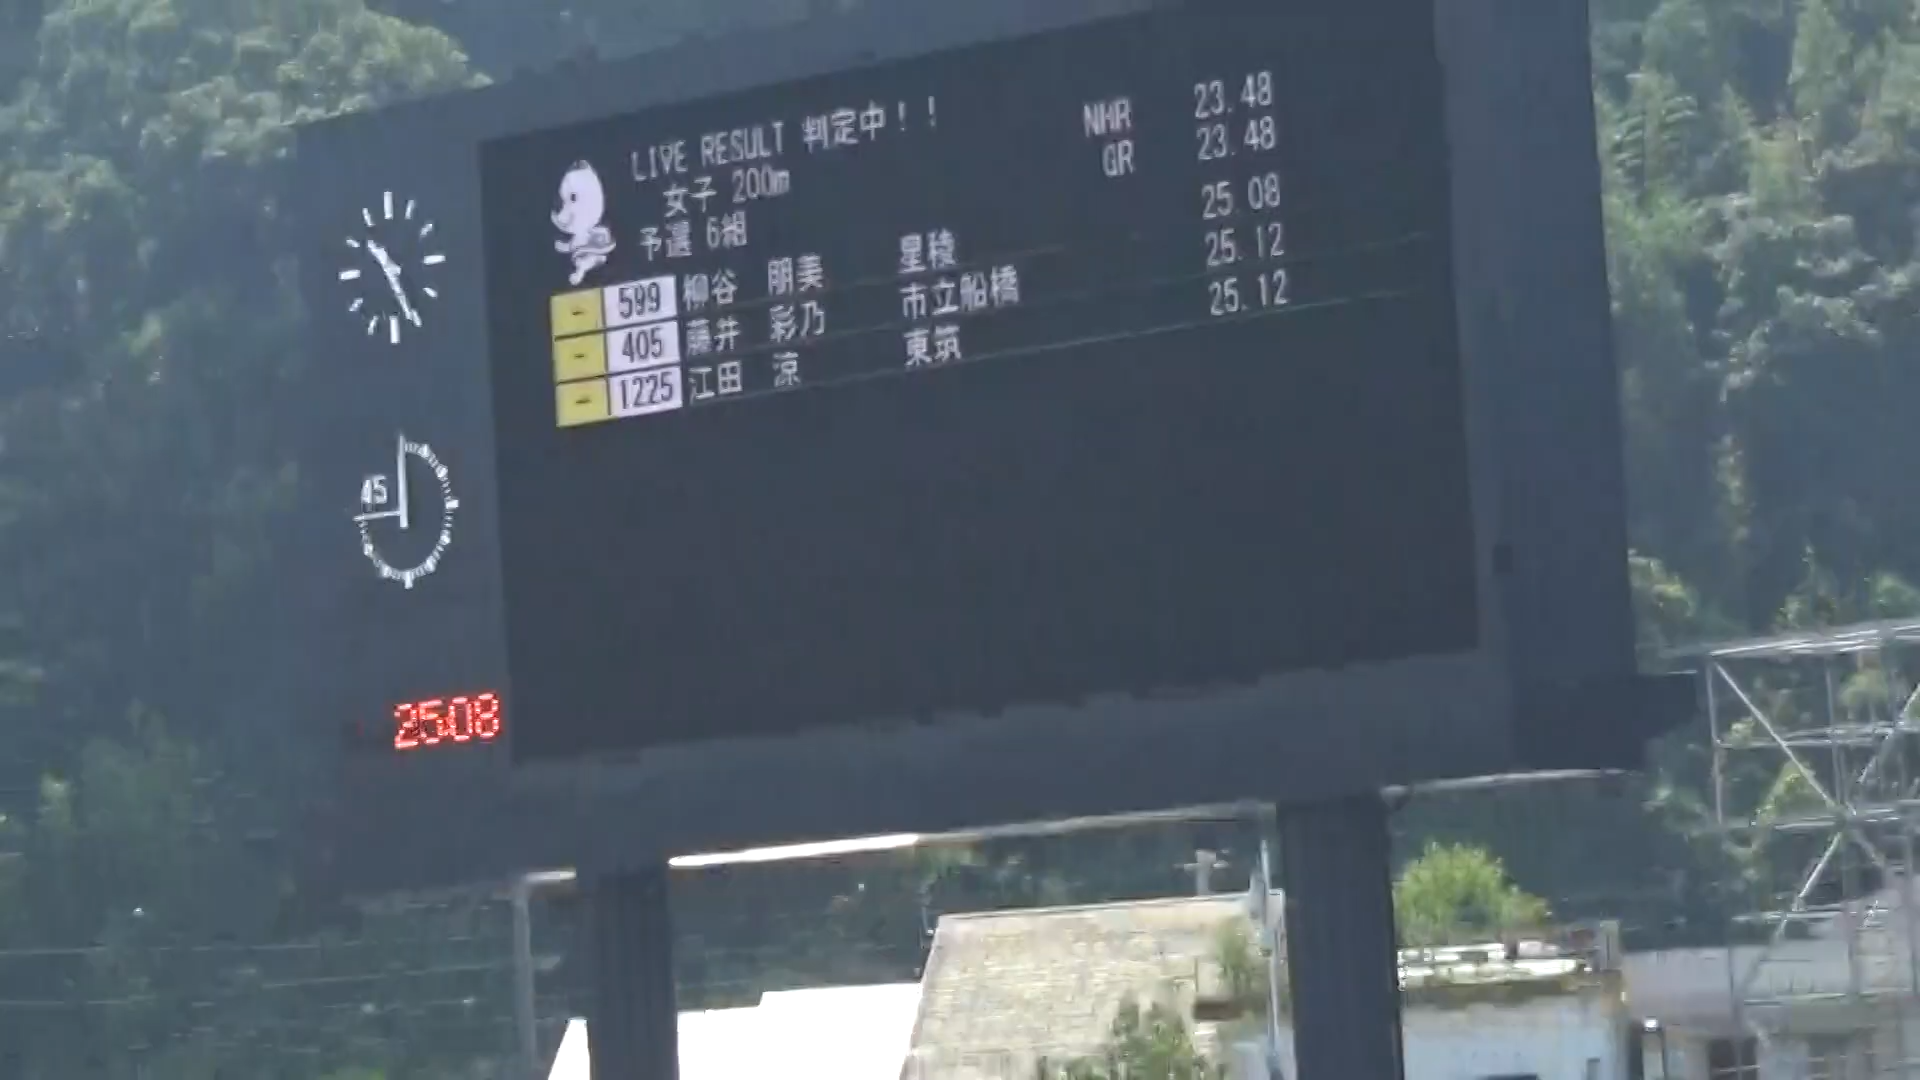 LIVE RESULT 判定中!!
女子 200m
予選 6組
NHR 23.48
GR 23.48
599 柳谷 朋美 星稜 25.08
405 藤井 彩乃 市立船橋 25.12
1225 江田 涼 東筑 25.12
45
25.08